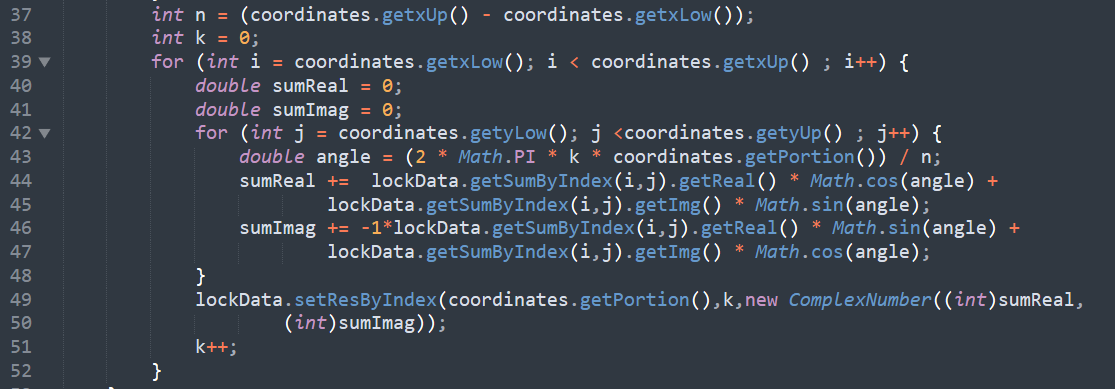 37 int n = (coordinates.getxUp() - coordinates.getxLow());
38 int k = 0;
39 for (int i = coordinates.getxLow(); i < coordinates.getxUp() ; i++) {
40 double sumReal = 0;
41 double sumImag = 0;
42 for (int j = coordinates.getyLow(); j <coordinates.getyUp() ; j++) {
43 double angle = (2 * Math.PI * k * coordinates.getPortion()) / n;
44 sumReal += lockData.getSumByIndex(i,j).getReal() * Math.cos(angle) +
45 lockData.getSumByIndex(i,j).getImg() * Math.sin(angle);
46 sumImag += -1*lockData.getSumByIndex(i,j).getReal() * Math.sin(angle) +
47 lockData.getSumByIndex(i,j).getImg() * Math.cos(angle);
48 }
49 lockData.setResByIndex(coordinates.getPortion(),k,new ComplexNumber((int)sumReal,
50 (int)sumImag));
51 k++;
52 }